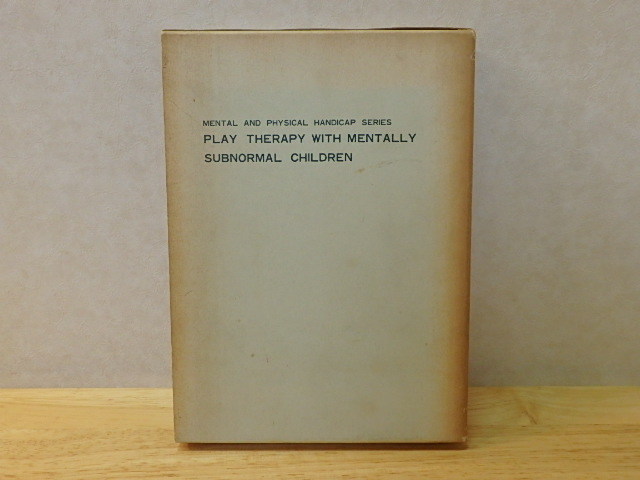 MENTAL AND PHYSICAL HANDICAP SERIES
PLAY THERAPY WITH MENTALLY
SUBNORMAL CHILDREN